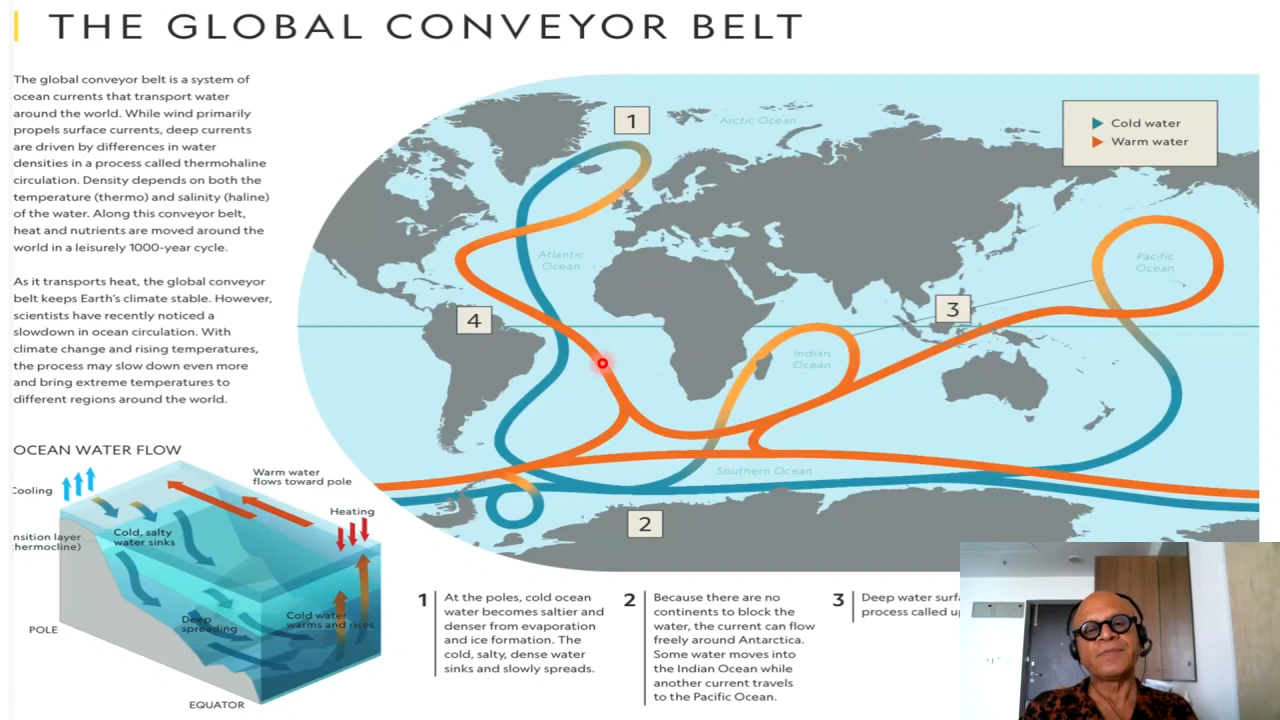 THE GLOBAL CONVEYOR BELT
The global conveyor belt is a system of
ocean currents that transport water
around the world. While wind primarily
propels surface currents, deep currents
are driven by differences in water
densities in a process called thermohaline
circulation. Density depends on both the
temperature (thermo) and salinity (haline)
of the water. Along this conveyor belt,
heat and nutrients are moved around the
world in a leisurely 1000-year cycle.
As it transports heat, the global conveyor
belt keeps Earth's climate stable. However,
scientists have recently noticed a
slowdown in ocean circulation. With
climate change and rising temperatures,
the process may slow down even more
and bring extreme temperatures to
different regions around the world.
1
Arctic Ocean
Cold water
Warm water
Atlantic
Ocean
Pacific
Ocean
4
3
Indian
Ocean
Southern Ocean
2
OCEAN WATER FLOW
Warm water
flows toward pole
Cooling
Heating
Cold, salty
water sinks
nsition layer
hermocline)
Deep
spreading
Cold water
warms and rises
POLE
EQUATOR
1
At the poles, cold ocean
water becomes saltier and
denser from evaporation
and ice formation. The
cold, salty, dense water
sinks and slowly spreads.
2
Because there are no
continents to block the
water, the current can flow
freely around Antarctica.
Some water moves into
the Indian Ocean while
another current travels
to the Pacific Ocean.
3
Deep water surf
process called u